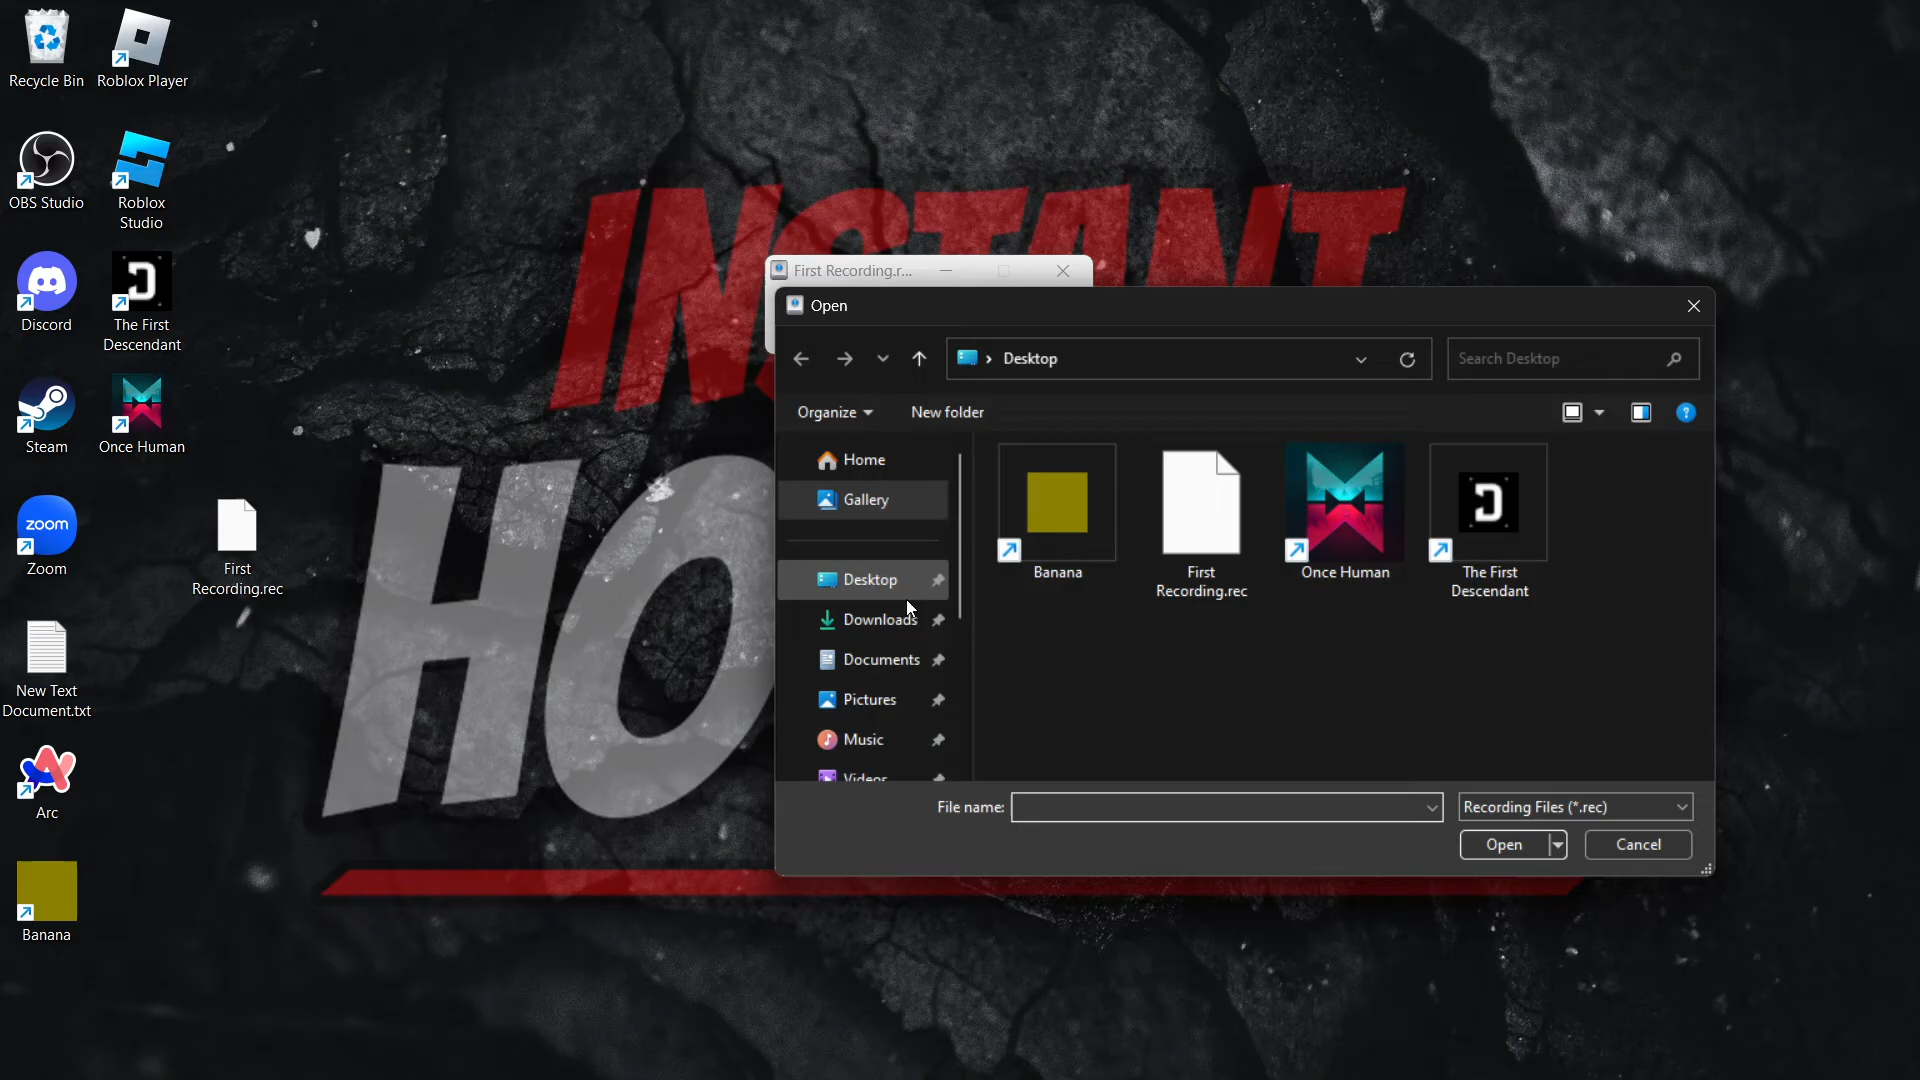 Recycle Bin
Roblox Player
OBS Studio
Roblox
Studio
Discord
The First
Descendant
Steam
Once Human
zoom
Zoom
First
Recording.rec
New Text
Document.txt
Arc
Banana
INSTANT
HO
First Recording.r...
Open
Desktop
Search Desktop
Organize
New folder
Home
Gallery
Desktop
Downloads
Documents
Pictures
Music
Videos
Banana
First
Recording.rec
Once Human
The First
Descendant
File name:
Recording Files (*.rec)
Open
Cancel